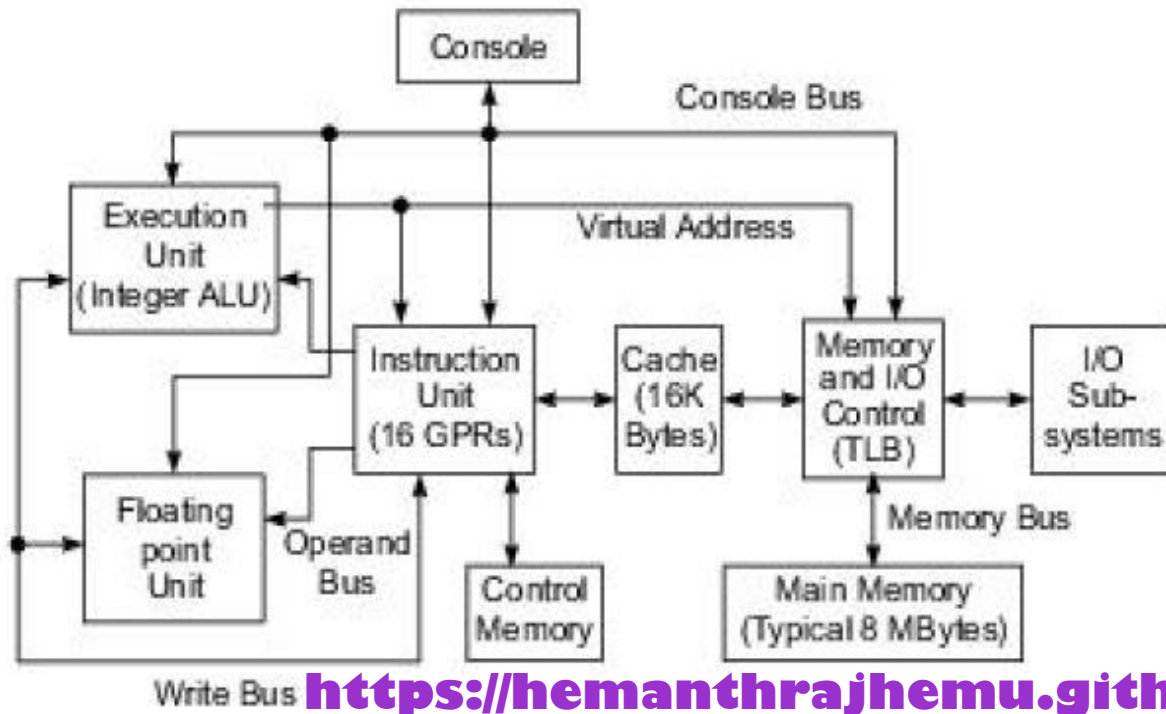 Console
Console Bus
Execution
Unit
(Integer ALU)
Virtual Address
Instruction
Unit
(16 GPRs)
Cache
(16K
Bytes)
Memory
and I/O
Control
(TLB)
I/O
Sub-
systems
Floating
point
Unit
Operand
Bus
Memory Bus
Control
Memory
Main Memory
(Typical 8 MBytes)
Write Bus
https://hemanthrajhemu.gith